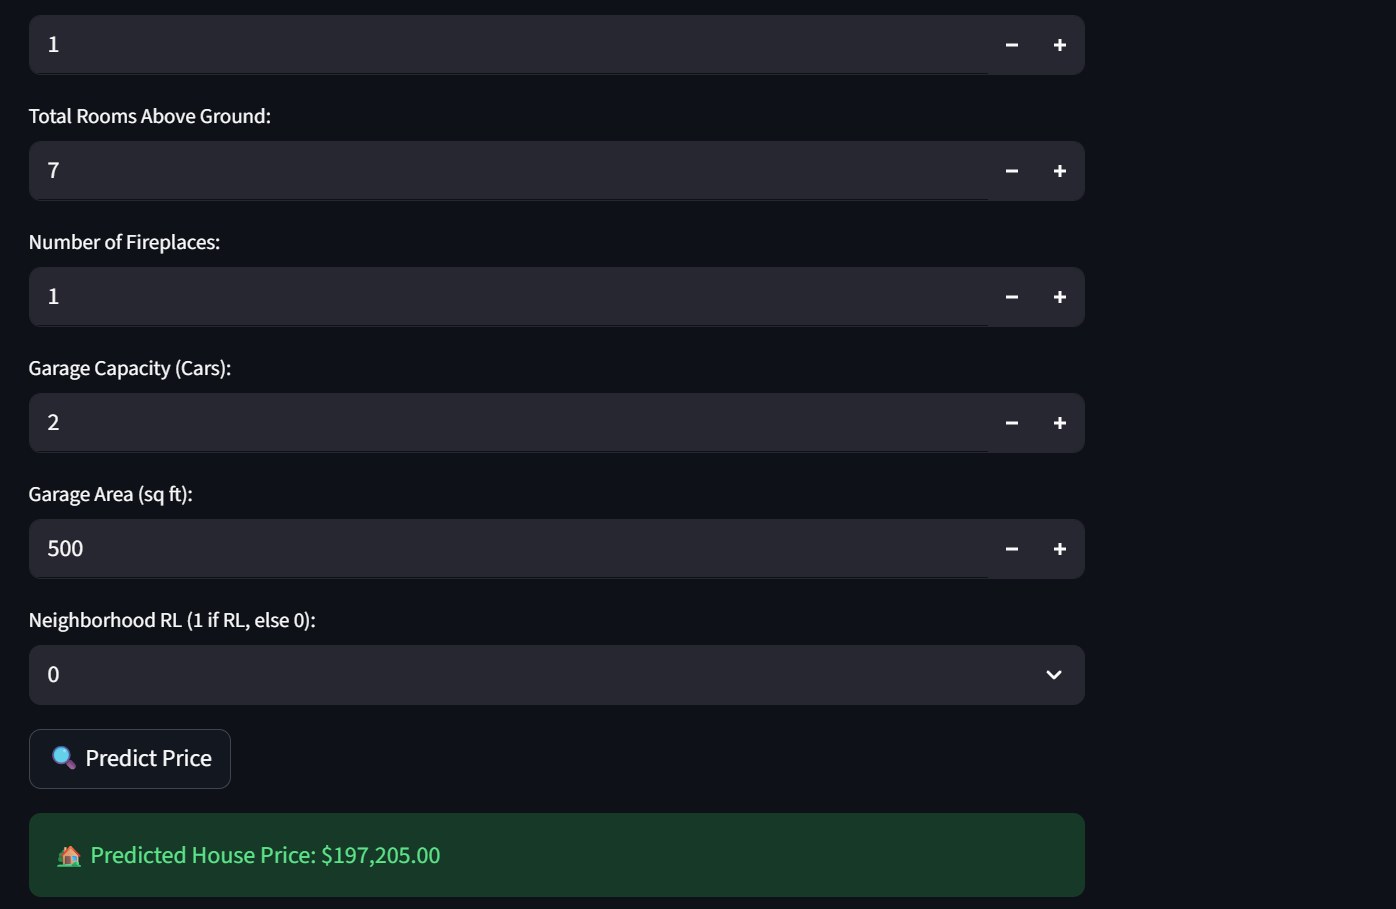 1
Total Rooms Above Ground:
7
Number of Fireplaces:
1
Garage Capacity (Cars):
2
Garage Area (sq ft):
500
Neighborhood RL (1 if RL, else 0):
0
Predict Price
Predicted House Price: $197,205.00